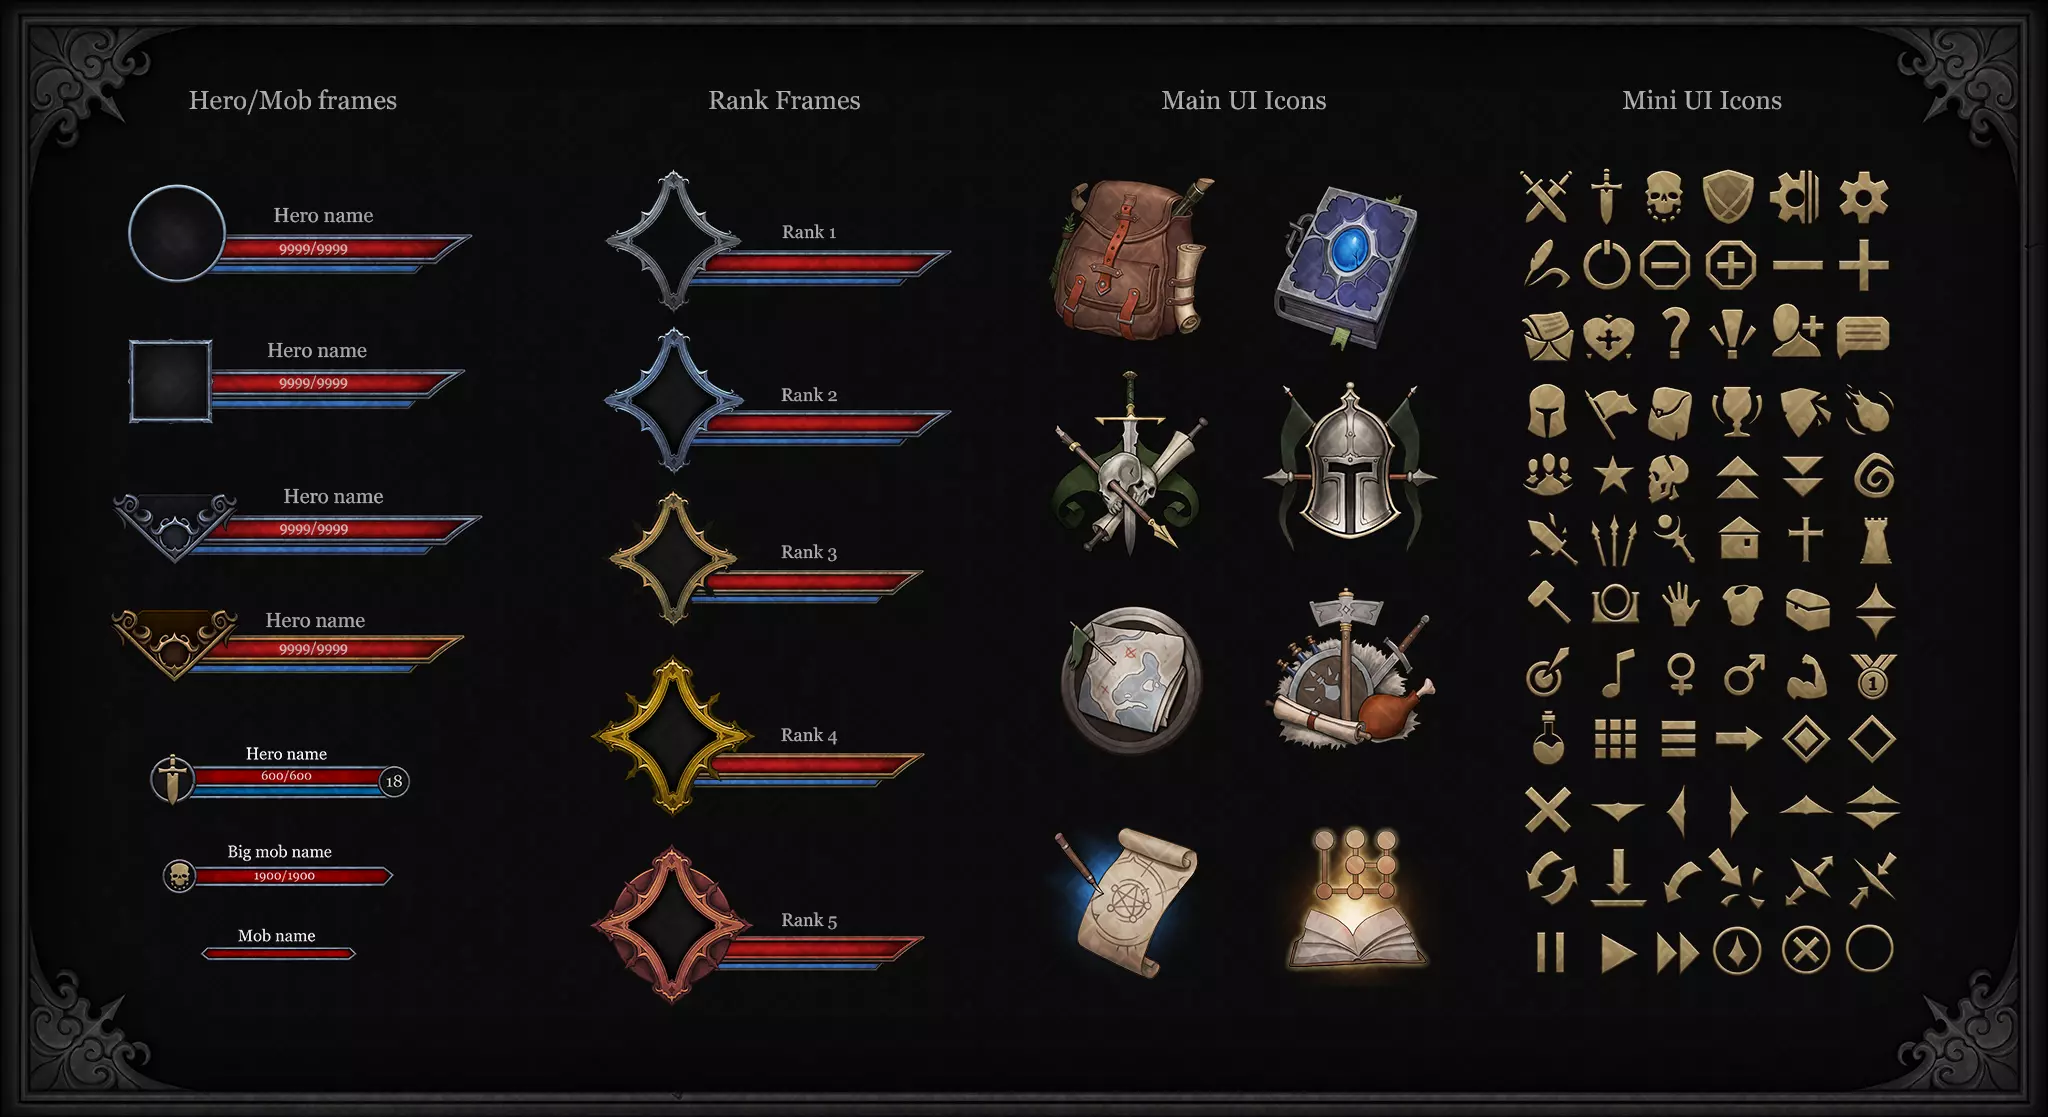 Hero/Mob frames
Hero name
9999/9999
Hero name
9999/9999
Hero name
9999/9999
Hero name
9999/9999
Hero name
600/600
18
Big mob name
1900/1900
Mob name
Rank Frames
Rank 1
Rank 2
Rank 3
Rank 4
Rank 5
Main UI Icons
Mini UI Icons
1